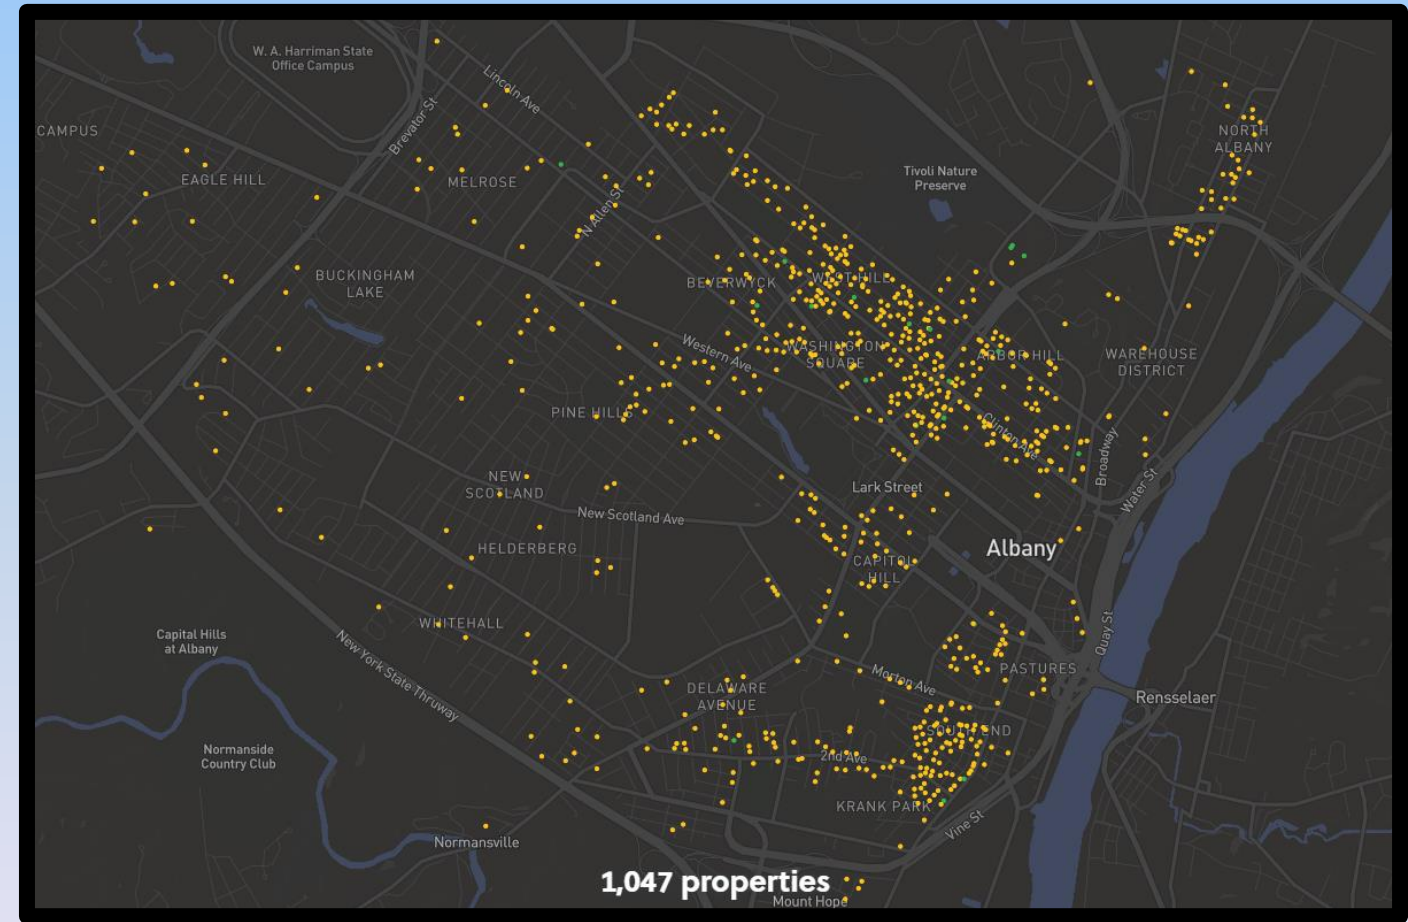 W. A. Harriman State
Office Campus
Lincoln Ave
Brevator St
CAMPUS
NORTH
ALBANY
EAGLE HILL
MELROSE
Tivoli Nature
Preserve
N Allen St
BUCKINGHAM
LAKE
BEVERWYCK
WEST HILL
Western Ave
WASHINGTON
SQUARE
ARBOR HILL
WAREHOUSE
DISTRICT
PINE HILLS
Clinton Ave
Broadway
NEW
SCOTLAND
Lark Street
Water St
New Scotland Ave
HELDERBERG
Albany
CAPITOL
HILL
WHITEHALL
Capital Hills
at Albany
Quay St
New York State Thruway
PASTURES
Morton Ave
DELAWARE
AVENUE
Rensselaer
SOUTH END
Normanside
Country Club
2nd Ave
KRANK PARK
Vine St
Normansville
1,047 properties
Mount Hope